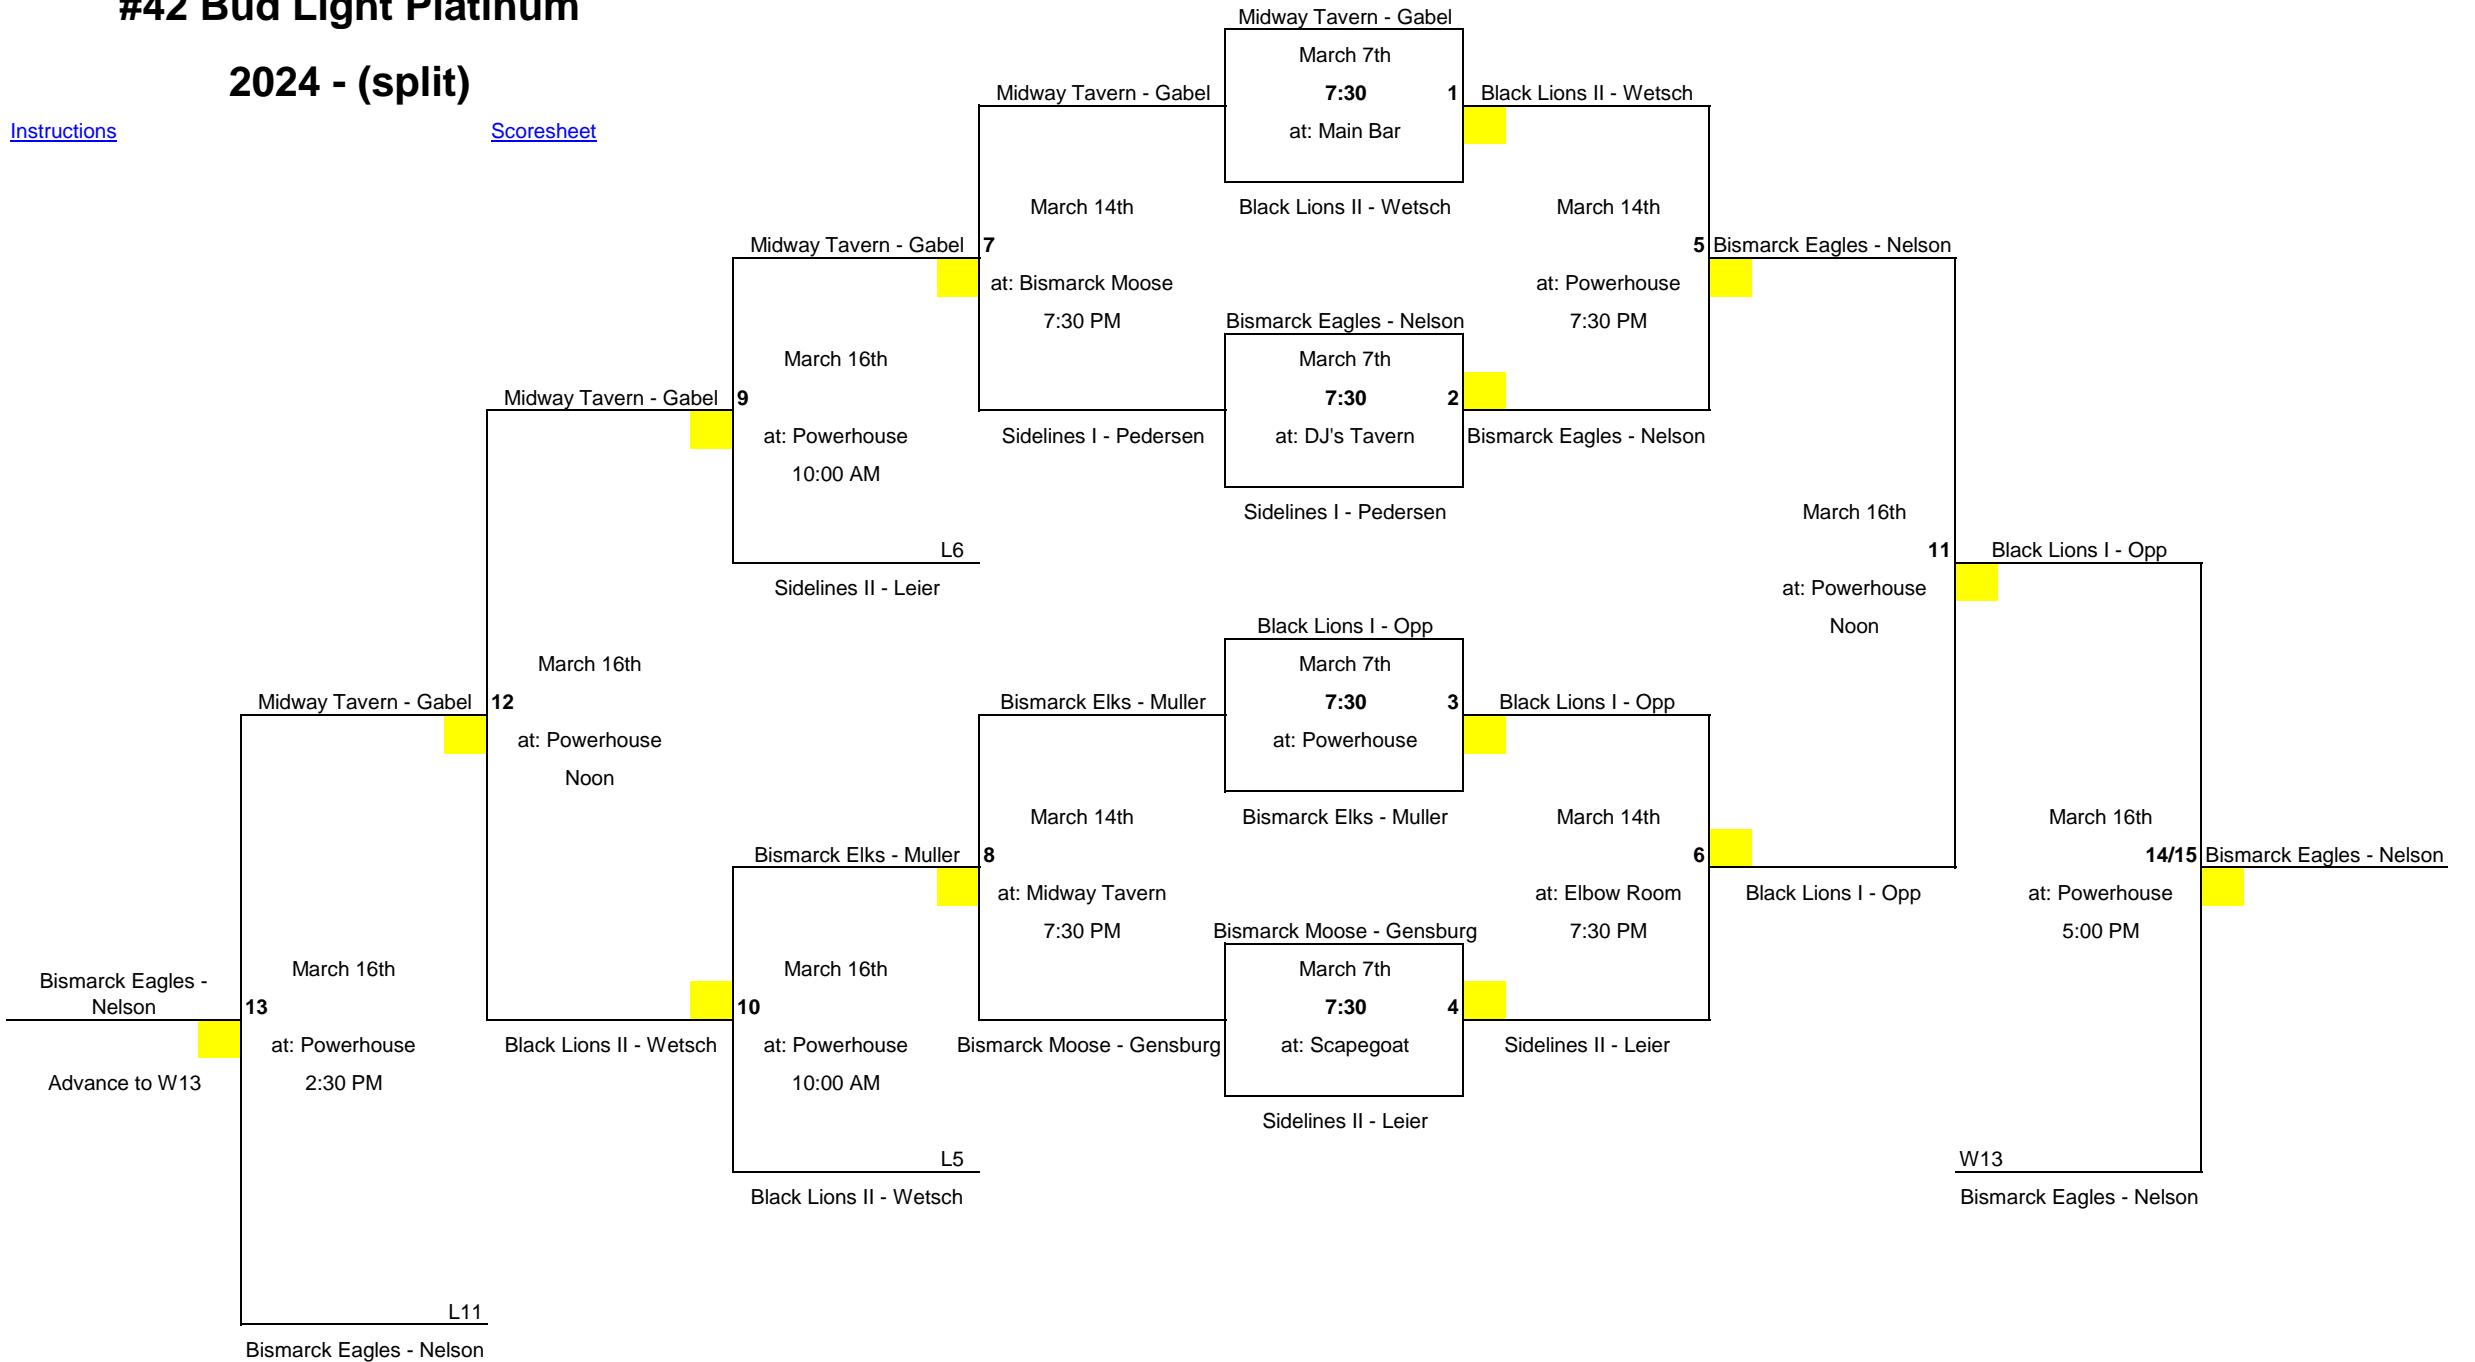 #42 Bud Light Platinum
Midway Tavern - Gabel
March 7th
2024 - (split)
Midway Tavern - Gabel
7:30
1
Black Lions II - Wetsch
Instructions
Scoresheet
at: Main Bar
March 14th
Black Lions II - Wetsch
March 14th
Midway Tavern - Gabel
7
5
Bismarck Eagles - Nelson
at: Bismarck Moose
at: Powerhouse
7:30 PM
Bismarck Eagles - Nelson
7:30 PM
March 16th
March 7th
Midway Tavern - Gabel
9
7:30
2
at: Powerhouse
Sidelines I - Pedersen
at: DJ's Tavern
Bismarck Eagles - Nelson
10:00 AM
Sidelines I - Pedersen
March 16th
L6
11
Black Lions I - Opp
Sidelines II - Leier
at: Powerhouse
Black Lions I - Opp
Noon
March 16th
March 7th
Midway Tavern - Gabel
12
Bismarck Elks - Muller
7:30
3
Black Lions I - Opp
at: Powerhouse
at: Powerhouse
Noon
March 14th
Bismarck Elks - Muller
March 14th
March 16th
Bismarck Elks - Muller
8
6
14/15
Bismarck Eagles - Nelson
at: Midway Tavern
at: Elbow Room
Black Lions I - Opp
at: Powerhouse
7:30 PM
Bismarck Moose - Gensburg
7:30 PM
5:00 PM
Bismarck Eagles -
Nelson
March 16th
March 16th
March 7th
13
10
7:30
4
at: Powerhouse
Black Lions II - Wetsch
at: Powerhouse
Bismarck Moose - Gensburg
at: Scapegoat
Sidelines II - Leier
Advance to W13
2:30 PM
10:00 AM
Sidelines II - Leier
L5
W13
Black Lions II - Wetsch
Bismarck Eagles - Nelson
L11
Bismarck Eagles - Nelson